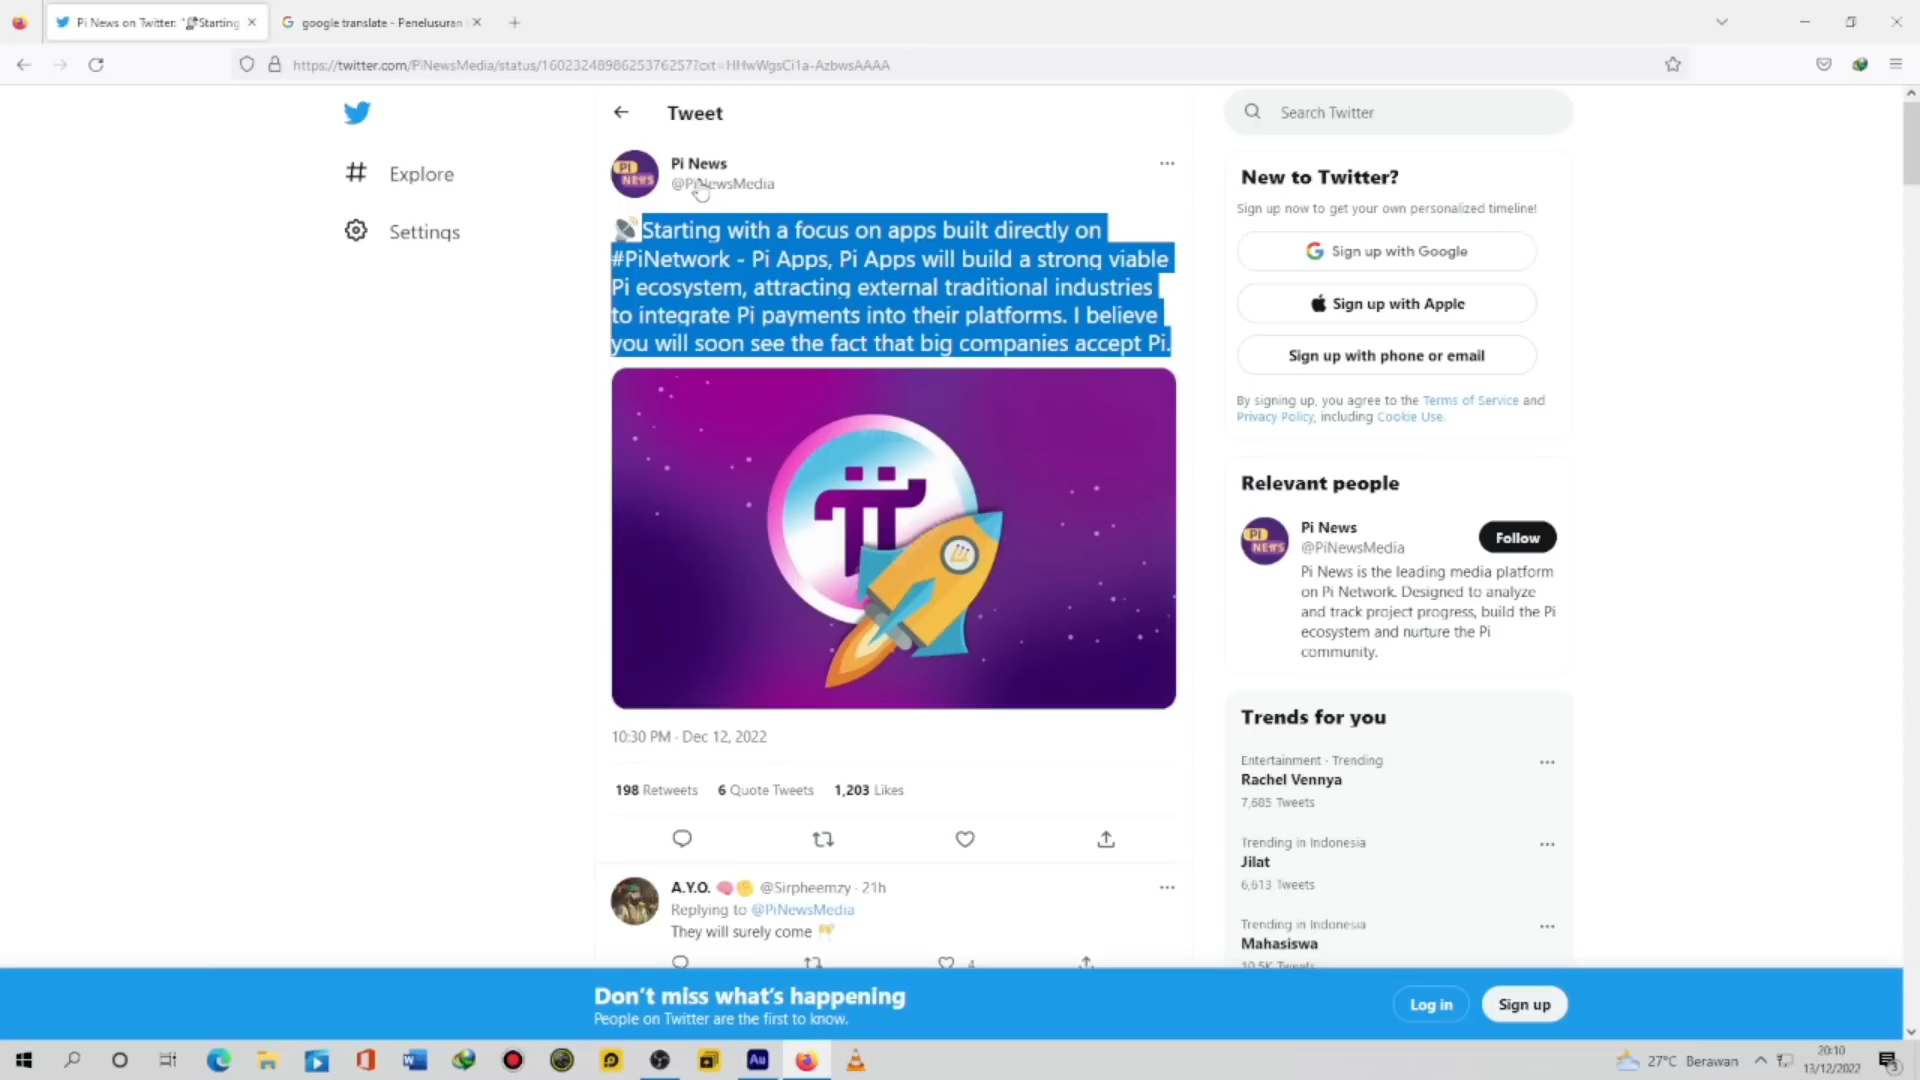 Pi News on Twitter: "📡Starting
google translate - Penelusuran
https://twitter.com/PiNewsMedia/status/1602324898625376257?cxt=HHwWgsCi1a-AzbwsAAAA
Explore
Settings
Tweet
Pi News
@PiNewsMedia
📡Starting with a focus on apps built directly on
#PiNetwork - Pi Apps, Pi Apps will build a strong viable
Pi ecosystem, attracting external traditional industries
to integrate Pi payments into their platforms. I believe
you will soon see the fact that big companies accept Pi.
10:30 PM · Dec 12, 2022
198 Retweets 6 Quote Tweets 1,203 Likes
A.Y.O. 🧠✊ @Sirpheemzy · 21h
Replying to @PiNewsMedia
They will surely come 🥂
4
Search Twitter
New to Twitter?
Sign up now to get your own personalized timeline!
Sign up with Google
Sign up with Apple
Sign up with phone or email
By signing up, you agree to the Terms of Service and
Privacy Policy, including Cookie Use.
Relevant people
Pi News
@PiNewsMedia
Follow
Pi News is the leading media platform
on Pi Network. Designed to analyze
and track project progress, build the Pi
ecosystem and nurture the Pi
community.
Trends for you
Entertainment · Trending
Rachel Vennya
7,685 Tweets
Trending in Indonesia
Jilat
6,613 Tweets
Trending in Indonesia
Mahasiswa
10.5K Tweets
Don't miss what's happening
People on Twitter are the first to know.
Log in
Sign up
27°C Berawan
20:10
13/12/2022
3